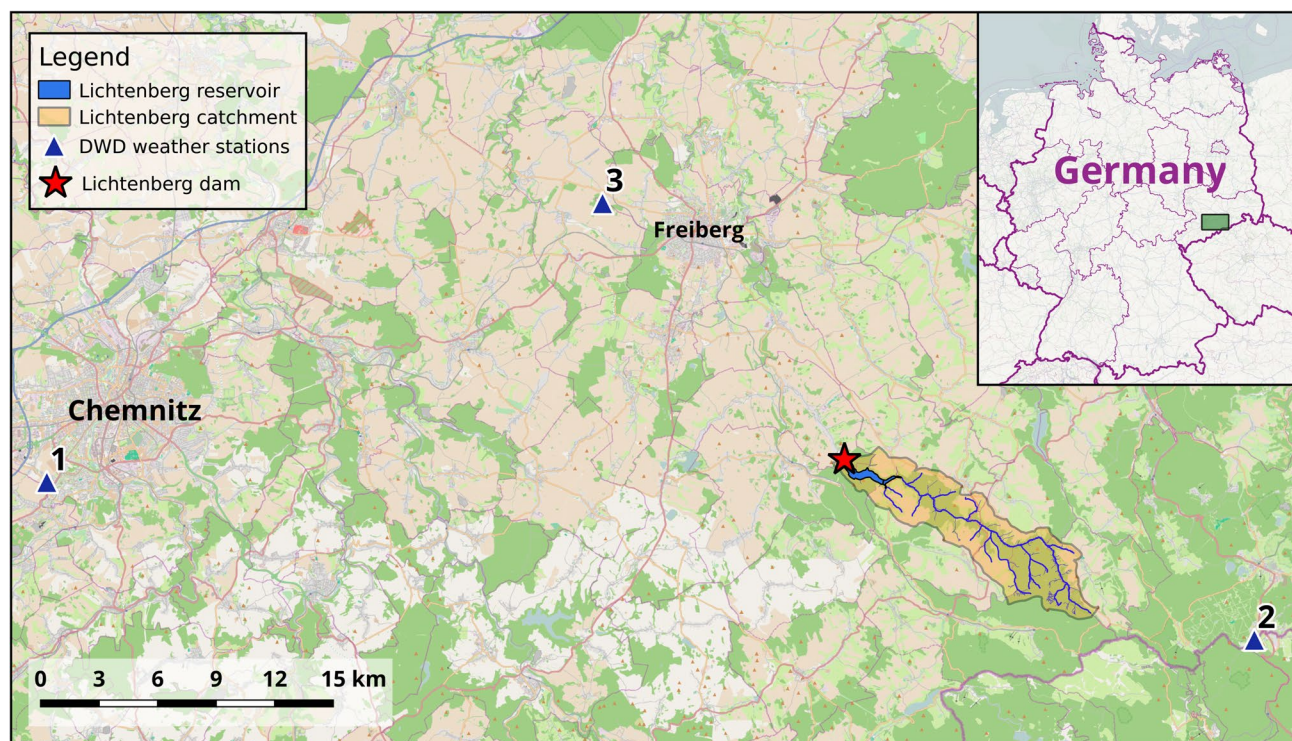 Legend
Lichtenberg reservoir
Lichtenberg catchment
DWD weather stations
Lichtenberg dam
Germany
3
Freiberg
Chemnitz
1
2
0 3 6 9 12 15 km